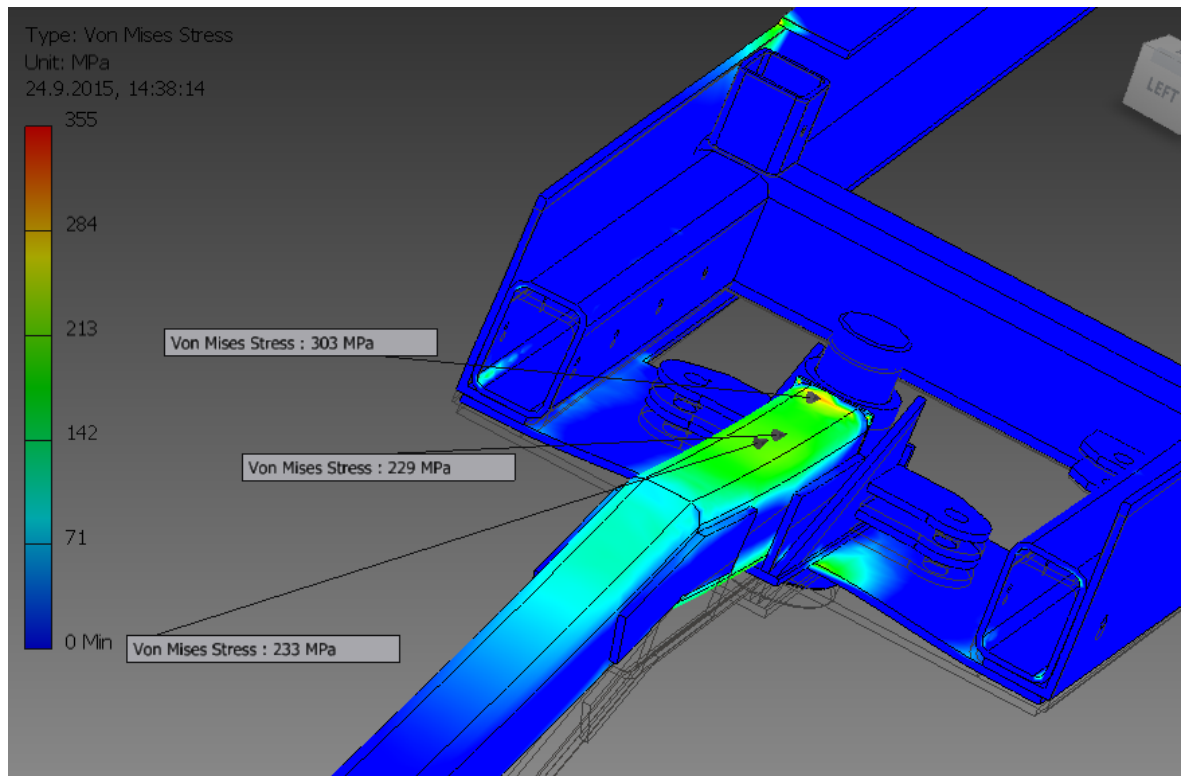 Type: Von Mises Stress
Unit: MPa
24.9.2015, 14:38:14
355
284
213
142
71
0 Min
Von Mises Stress : 303 MPa
Von Mises Stress : 229 MPa
Von Mises Stress : 233 MPa
LEFT